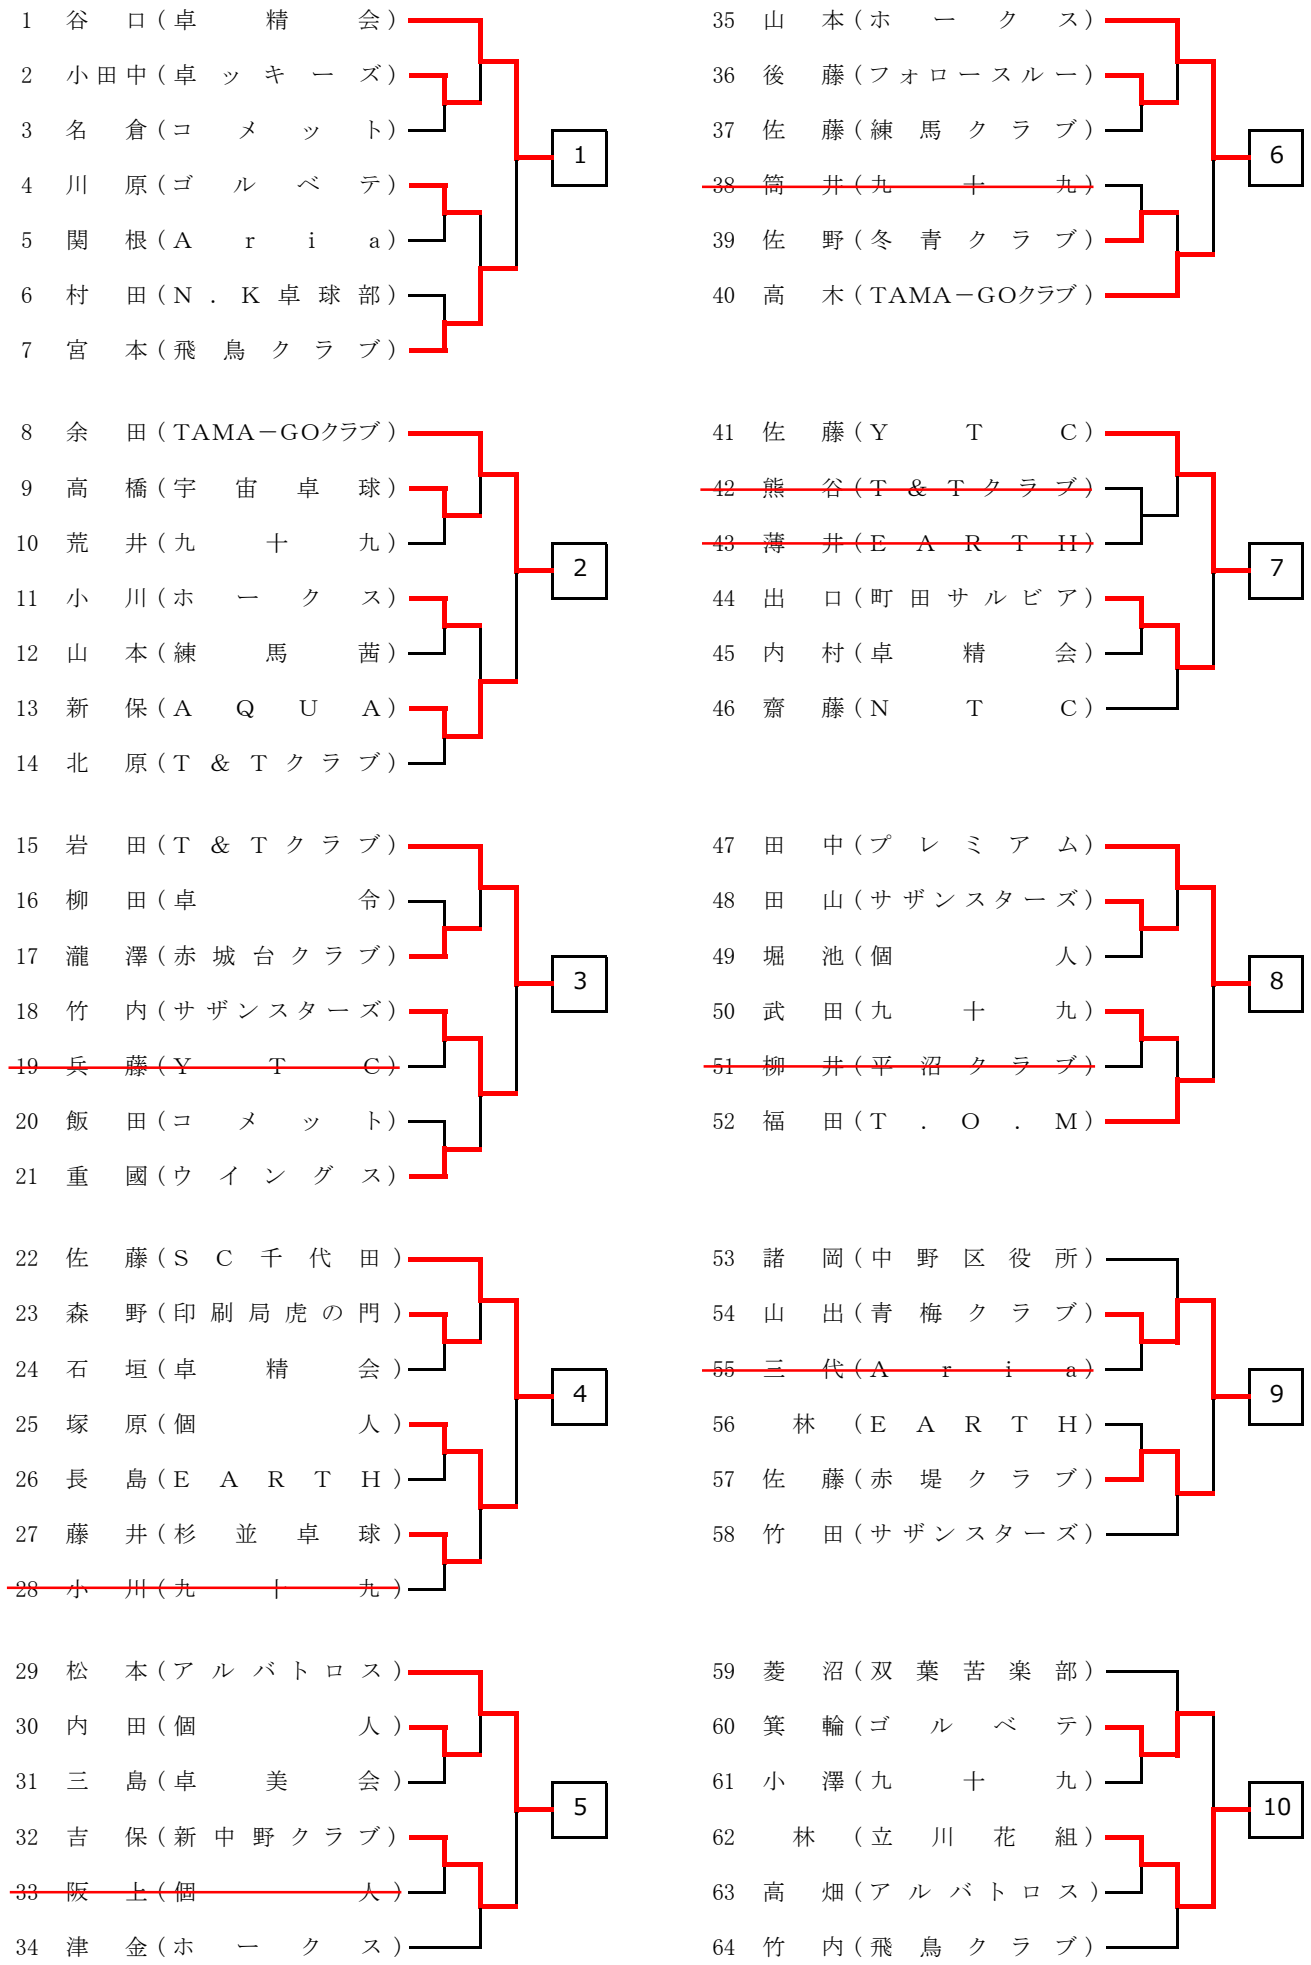 1 谷口(卓精会)
2 小田中(卓ッキーズ)
3 名倉(コメット)
1
4 川原(ゴルベテ)
5 関根(Aria)
6 村田(N.K卓球部)
7 宮本(飛鳥クラブ)
8 余田(TAMA-GOクラブ)
9 高橋(宇宙卓球)
10 荒井(九十九)
2
11 小川(ホークス)
12 山本(練馬茜)
13 新保(AQUA)
14 北原(T&Tクラブ)
15 岩田(T&Tクラブ)
16 柳田(卓令)
17 瀧澤(赤城台クラブ)
3
18 竹内(サザンスターズ)
19 兵藤(YTC)
20 飯田(コメット)
21 重國(ウイングス)
22 佐藤(SC千代田)
23 森野(印刷局虎の門)
24 石垣(卓精会)
4
25 塚原(個人)
26 長島(EARTH)
27 藤井(杉並卓球)
28 小川(九十九)
29 松本(アルバトロス)
30 内田(個人)
31 三島(卓美会)
5
32 吉保(新中野クラブ)
33 阪上(個人)
34 津金(ホークス)
35 山本(ホークス)
36 後藤(フォロースルー)
37 佐藤(練馬クラブ)
6
38 筒井(九十九)
39 佐野(冬青クラブ)
40 高木(TAMA-GOクラブ)
41 佐藤(YTC)
42 熊谷(T&Tクラブ)
43 薄井(EARTH)
7
44 出口(町田サルビア)
45 内村(卓精会)
46 齋藤(NTC)
47 田中(プレミアム)
48 田山(サザンスターズ)
49 堀池(個人)
8
50 武田(九十九)
51 柳井(平沼クラブ)
52 福田(T.O.M)
53 諸岡(中野区役所)
54 山出(青梅クラブ)
55 三代(Aria)
9
56 林(EARTH)
57 佐藤(赤堤クラブ)
58 竹田(サザンスターズ)
59 菱沼(双葉苦楽部)
60 箕輪(ゴルベテ)
61 小澤(九十九)
10
62 林(立川花組)
63 高畑(アルバトロス)
64 竹内(飛鳥クラブ)